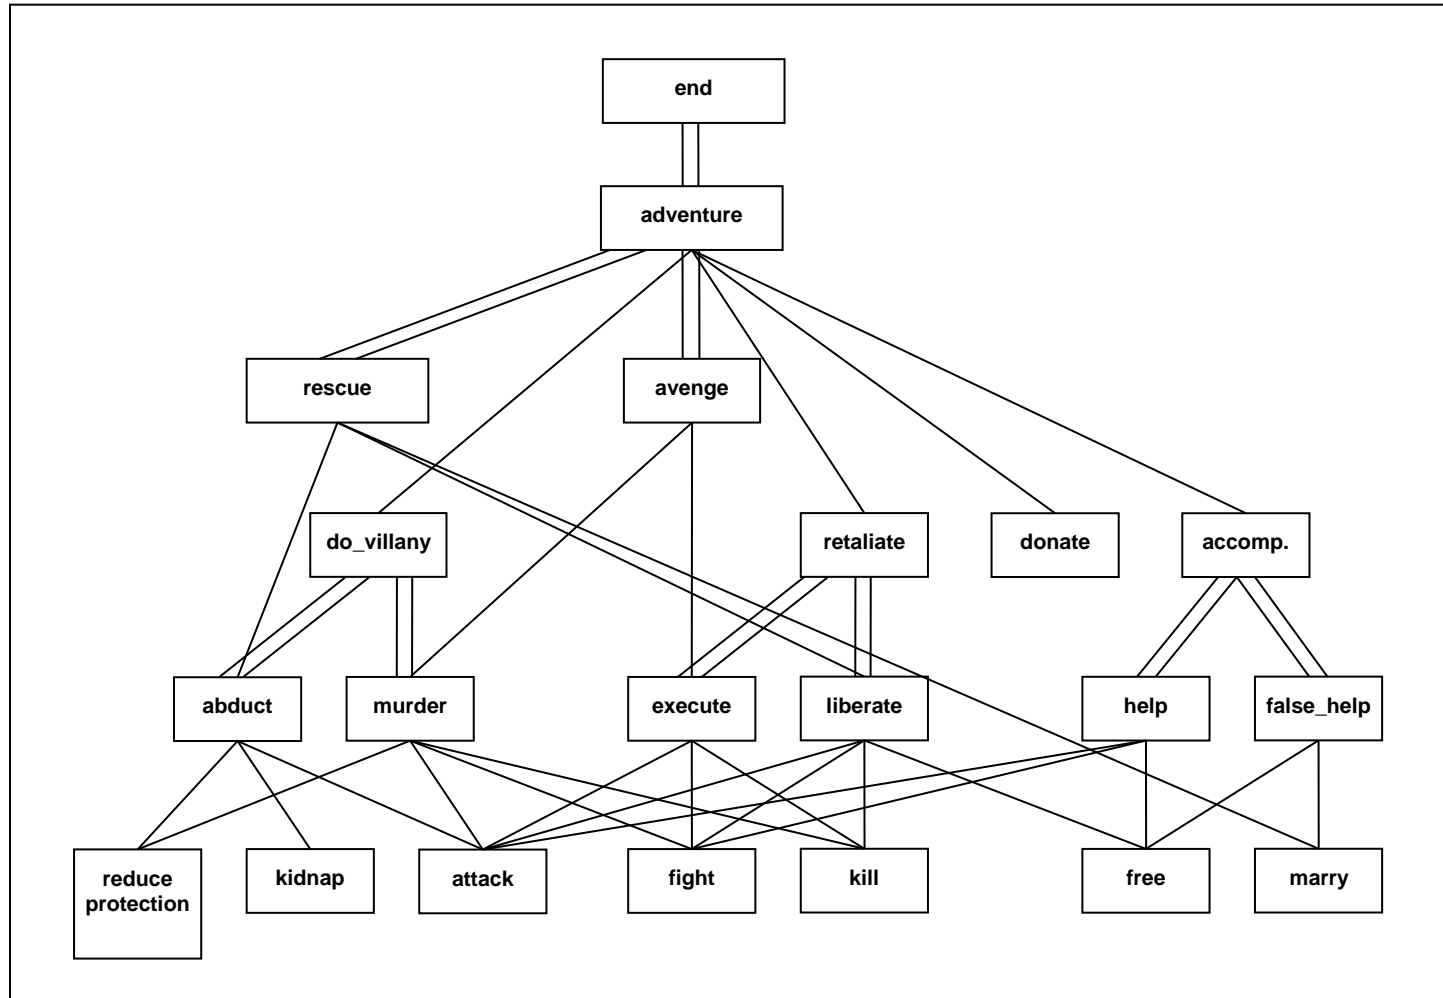 end
adventure
rescue
avenge
do_villany
retaliate
donate
accomp.
abduct
murder
execute
liberate
help
false_help
reduce
protection
kidnap
attack
fight
kill
free
marry